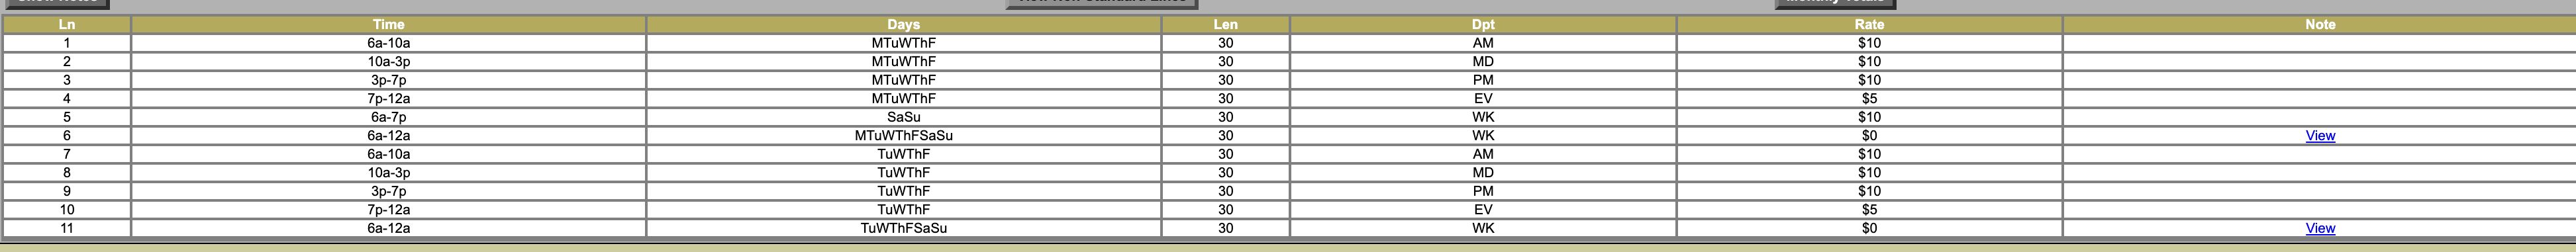 Ln Time Days Len Dpt Rate Note
1 6a-10a MTuWThF 30 AM $10
2 10a-3p MTuWThF 30 MD $10
3 3p-7p MTuWThF 30 PM $10
4 7p-12a MTuWThF 30 EV $5
5 6a-7p SaSu 30 WK $10
6 6a-12a MTuWThFSaSu 30 WK $0 View
7 6a-10a TuWThF 30 AM $10
8 10a-3p TuWThF 30 MD $10
9 3p-7p TuWThF 30 PM $10
10 7p-12a TuWThF 30 EV $5
11 6a-12a TuWThFSaSu 30 WK $0 View